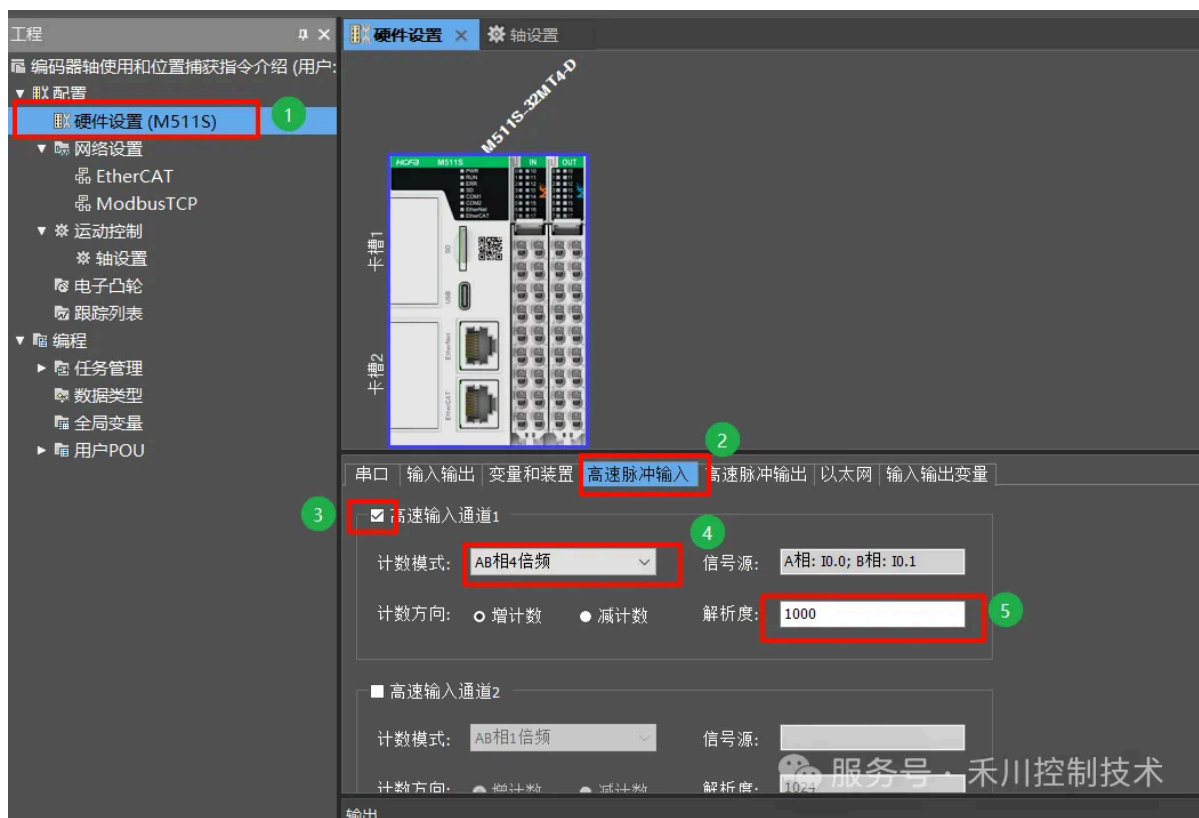 工程
编码器轴使用和位置捕获指令介绍 (用户:
配置
硬件设置 (M511S)
1
网络设置
EtherCAT
ModbusTCP
运动控制
轴设置
电子凸轮
跟踪列表
编程
任务管理
数据类型
全局变量
用户POU
硬件设置
轴设置
M511S_32MT4-D
HCFA M511S
IN OUT
PWR
RUN
ERR
SD
COM1
COM2
EtherNet
EtherCAT
卡槽1
SD
USB
卡槽2
EtherNet
EtherCAT
2
串口 输入输出 变量和装置 高速脉冲输入 高速脉冲输出 以太网 输入输出变量
3
高速输入通道1
4
计数模式: AB相4倍频 信号源: A相: I0.0; B相: I0.1
计数方向: 增计数 减计数 解析度: 1000
5
高速输入通道2
计数模式: AB相1倍频 信号源:
计数方向: 增计数 减计数 解析度: 1024
服务号 · 禾川控制技术
输出